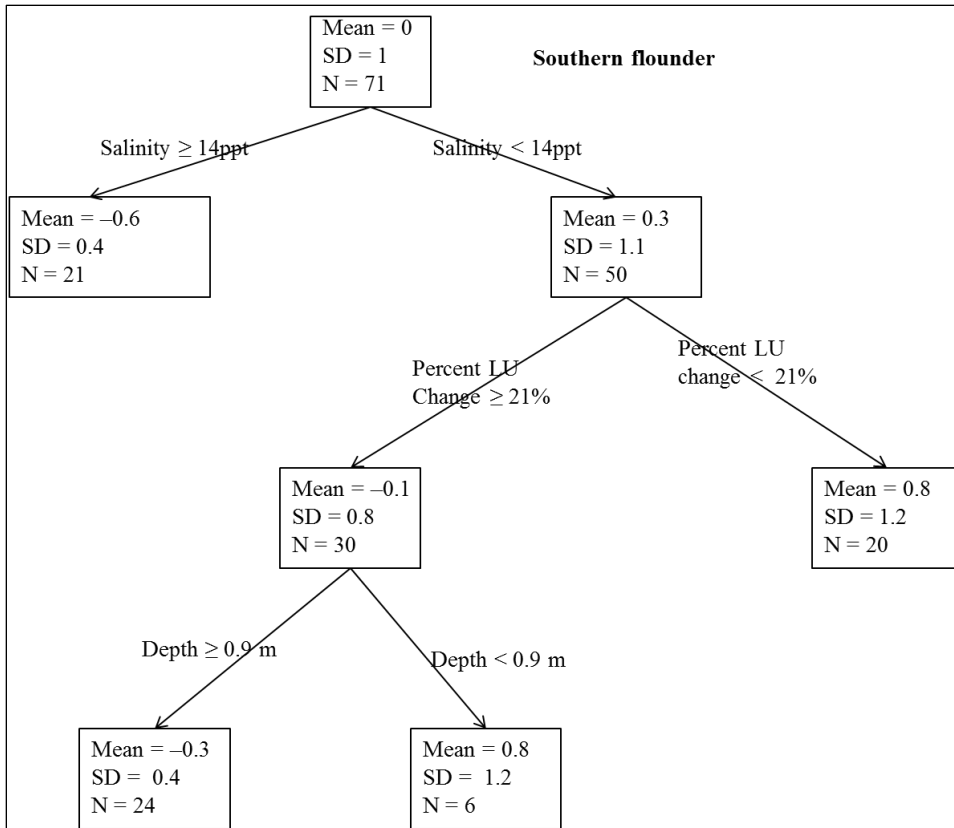 Mean = 0
SD = 1
N = 71
Southern flounder
Salinity ≥ 14ppt
Salinity < 14ppt
Mean = –0.6
SD = 0.4
N = 21
Mean = 0.3
SD = 1.1
N = 50
Percent LU
Change ≥ 21%
Percent LU
change < 21%
Mean = –0.1
SD = 0.8
N = 30
Mean = 0.8
SD = 1.2
N = 20
Depth ≥ 0.9 m
Depth < 0.9 m
Mean = –0.3
SD = 0.4
N = 24
Mean = 0.8
SD = 1.2
N = 6